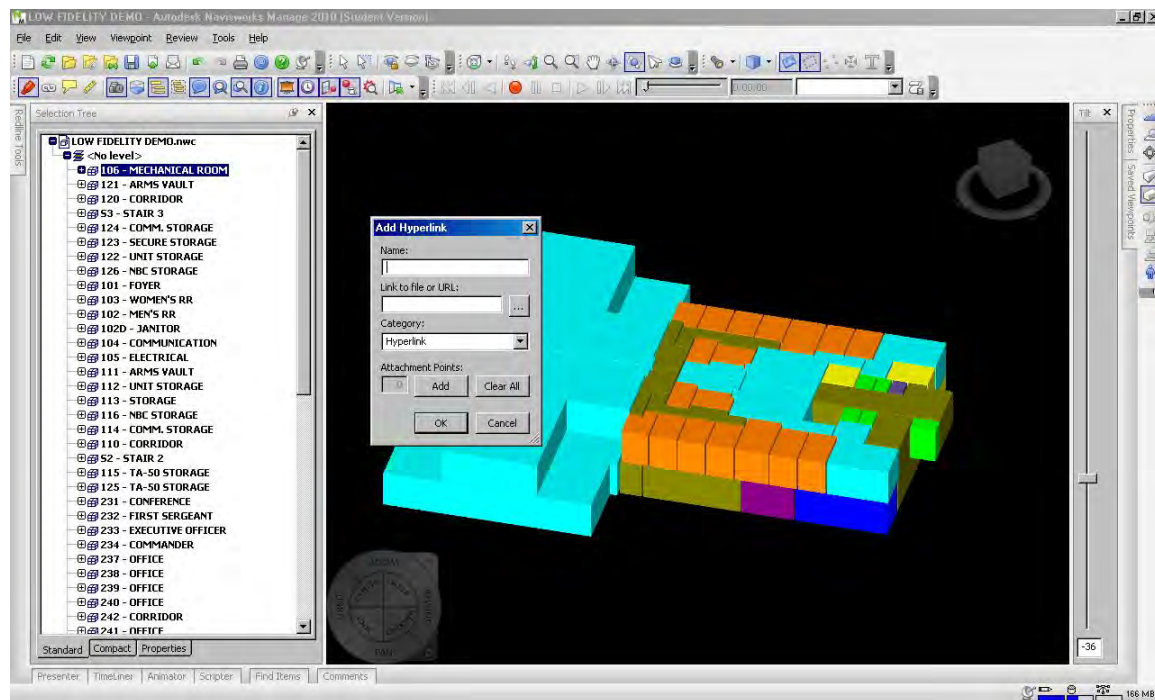 LOW FIDELITY DEMO - Autodesk Navisworks Manage 2010 (Student Version)
File Edit View Viewpoint Review Tools Help
0:00:00
Redline Tools
Selection Tree
Tilt
Properties
Saved Viewpoints
LOW FIDELITY DEMO.nwc
<No level>
106 - MECHANICAL ROOM
121 - ARMS VAULT
120 - CORRIDOR
S3 - STAIR 3
124 - COMM. STORAGE
123 - SECURE STORAGE
122 - UNIT STORAGE
126 - NBC STORAGE
101 - FOYER
103 - WOMEN'S RR
102 - MEN'S RR
102D - JANITOR
104 - COMMUNICATION
105 - ELECTRICAL
111 - ARMS VAULT
112 - UNIT STORAGE
113 - STORAGE
116 - NBC STORAGE
114 - COMM. STORAGE
110 - CORRIDOR
S2 - STAIR 2
115 - TA-50 STORAGE
125 - TA-50 STORAGE
231 - CONFERENCE
232 - FIRST SERGEANT
233 - EXECUTIVE OFFICER
234 - COMMANDER
237 - OFFICE
238 - OFFICE
239 - OFFICE
240 - OFFICE
242 - CORRIDOR
241 - OFFICE
Standard Compact Properties
Add Hyperlink
Name:
Link to file or URL:
...
Category:
Hyperlink
Attachment Points:
0 Add Clear All
OK Cancel
ZOOM
PAN
-36
Presenter TimeLiner Animator Scripter Find Items Comments
166 MB